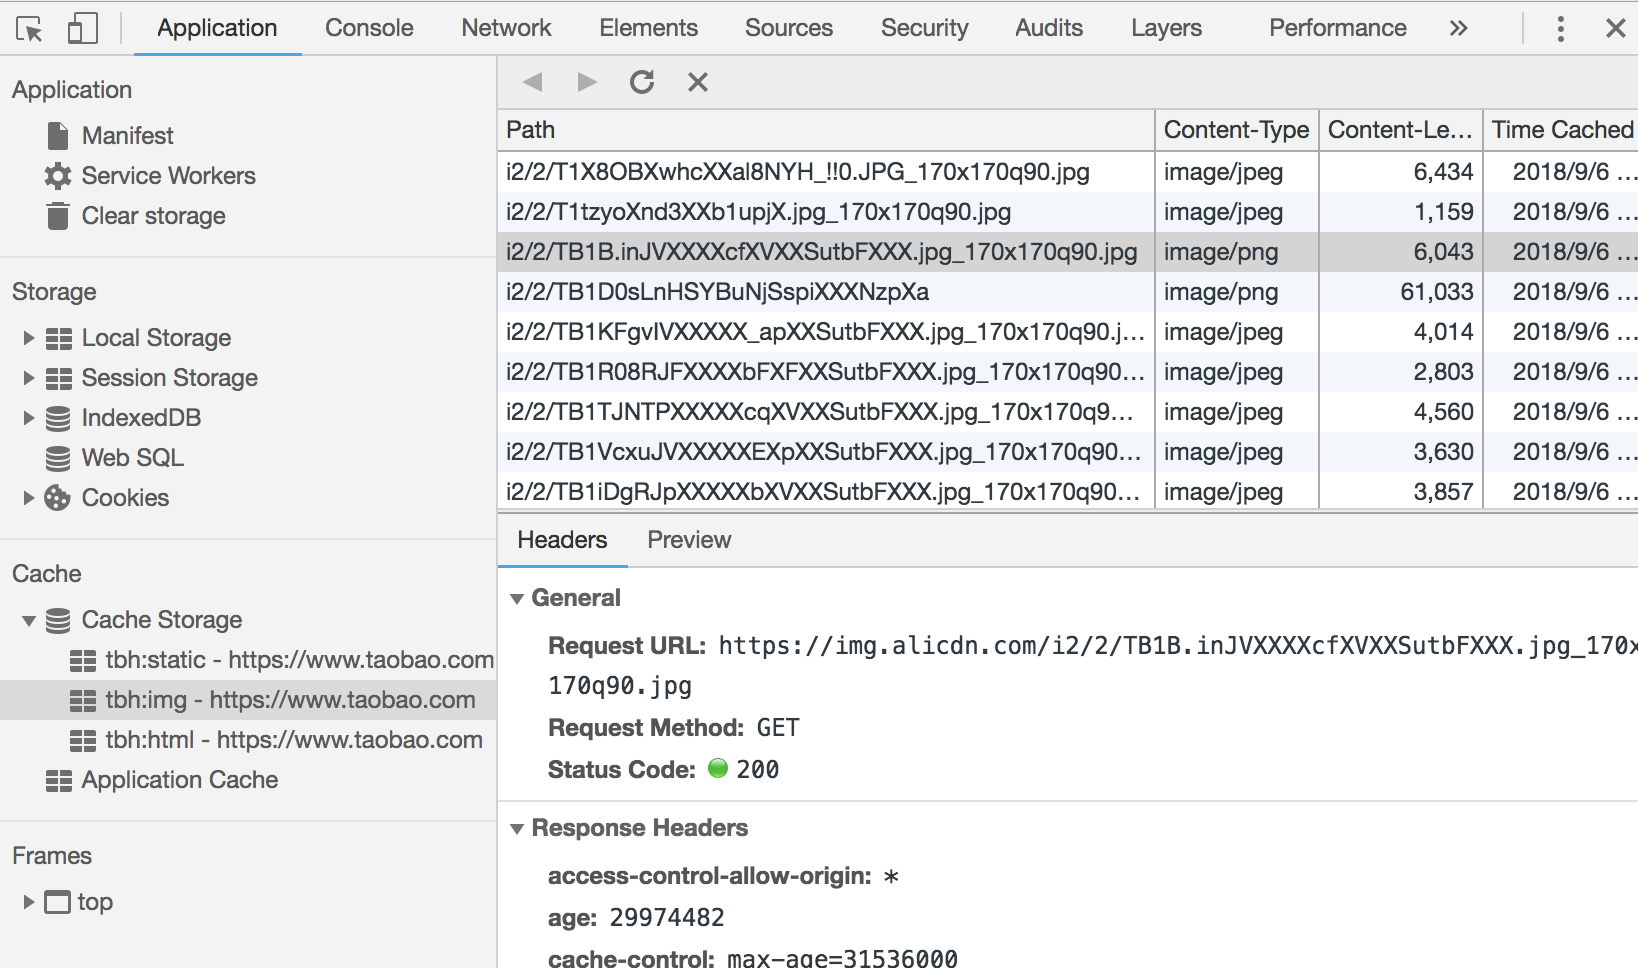 Application Console Network Elements Sources Security Audits Layers Performance »
Application
Manifest
Service Workers
Clear storage
Storage
Local Storage
Session Storage
IndexedDB
Web SQL
Cookies
Cache
Cache Storage
tbh:static - https://www.taobao.com
tbh:img - https://www.taobao.com
tbh:html - https://www.taobao.com
Application Cache
Frames
top
Path Content-Type Content-Le... Time Cached
i2/2/T1X8OBXwhcXXal8NYH_!!0.JPG_170x170q90.jpg image/jpeg 6,434 2018/9/6 ...
i2/2/T1tzyoXnd3XXb1upjX.jpg_170x170q90.jpg image/jpeg 1,159 2018/9/6 ...
i2/2/TB1B.inJVXXXXcfXVXXSutbFXXX.jpg_170x170q90.jpg image/png 6,043 2018/9/6 ...
i2/2/TB1D0sLnHSYBuNjSspiXXXNzpXa image/png 61,033 2018/9/6 ...
i2/2/TB1KFgvIVXXXXX_apXXSutbFXXX.jpg_170x170q90.j... image/jpeg 4,014 2018/9/6 ...
i2/2/TB1R08RJFXXXXbFXFXXSutbFXXX.jpg_170x170q90... image/jpeg 2,803 2018/9/6 ...
i2/2/TB1TJNTPXXXXXcqXVXXSutbFXXX.jpg_170x170q9... image/jpeg 4,560 2018/9/6 ...
i2/2/TB1VcxuJVXXXXXEXpXXSutbFXXX.jpg_170x170q90... image/jpeg 3,630 2018/9/6 ...
i2/2/TB1iDgRJpXXXXXbXVXXSutbFXXX.jpg_170x170q90... image/jpeg 3,857 2018/9/6 ...
Headers Preview
General
Request URL: https://img.alicdn.com/i2/2/TB1B.inJVXXXXcfXVXXSutbFXXX.jpg_170x
170q90.jpg
Request Method: GET
Status Code: 200
Response Headers
access-control-allow-origin: *
age: 29974482
cache-control: max-age=31536000